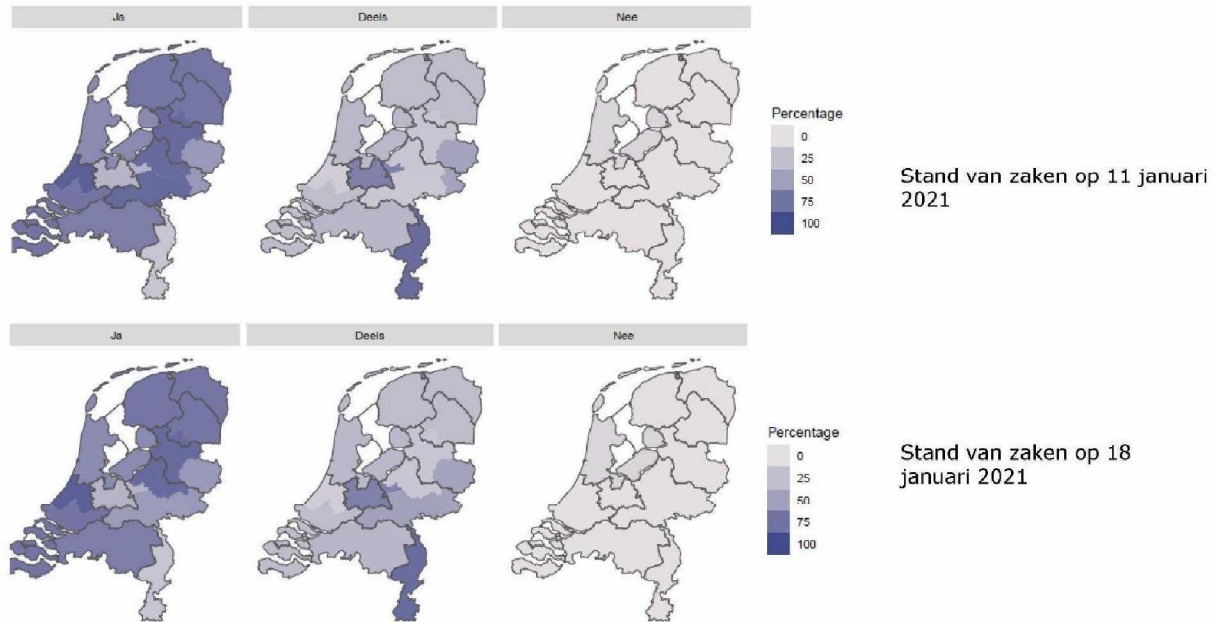 Ja
Deels
Nee
Percentage
0
25
50
75
100
Stand van zaken op 11 januari
2021
Ja
Deels
Nee
Percentage
0
25
50
75
100
Stand van zaken op 18
januari 2021